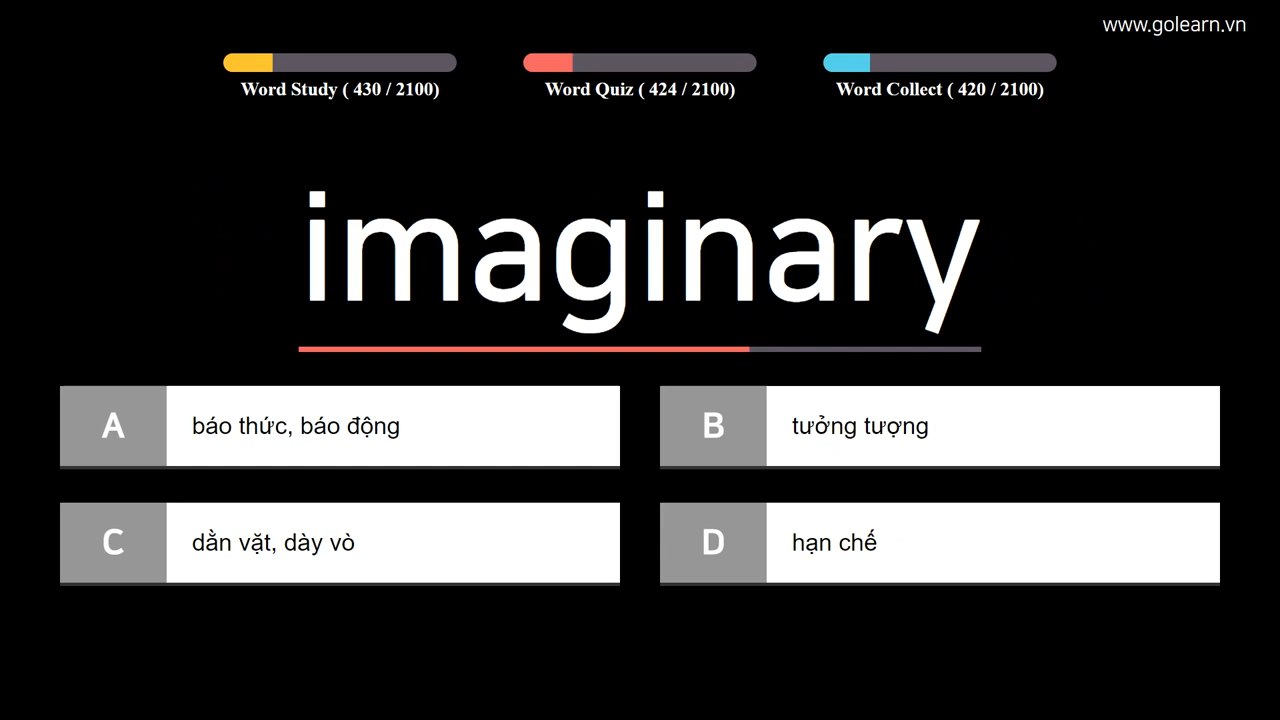 www.golearn.vn
Word Study ( 430 / 2100)
Word Quiz ( 424 / 2100)
Word Collect ( 420 / 2100)
imaginary
A báo thức, báo động
B tưởng tượng
C dằn vặt, dày vò
D hạn chế